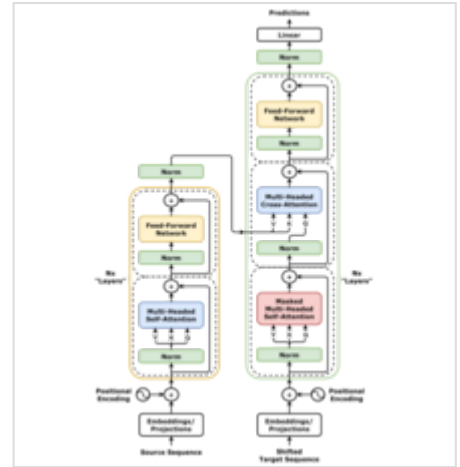 Predictions
Linear
Norm
Feed-Forward
Network
Norm
Multi-Headed
Cross-Attention
V K Q
Norm
Masked
Multi-Headed
Self-Attention
V K Q
Norm
Nx
"Layers"
Positional
Encoding
Embeddings/
Projections
Shifted
Target Sequence
Norm
Feed-Forward
Network
Norm
Multi-Headed
Self-Attention
V K Q
Norm
Nx
"Layers"
Positional
Encoding
Embeddings/
Projections
Source Sequence